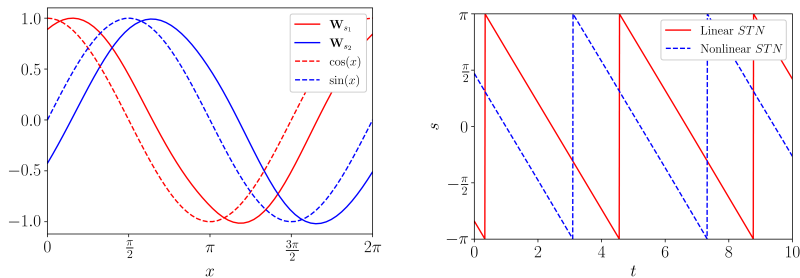 1.0
0.5
0.0
−0.5
−1.0
0
π/2
π
3π/2
2π
x
W_{s_1}
W_{s_2}
cos(x)
sin(x)
π
π/2
0
−π/2
−π
s
0
2
4
6
8
10
t
Linear STN
Nonlinear STN